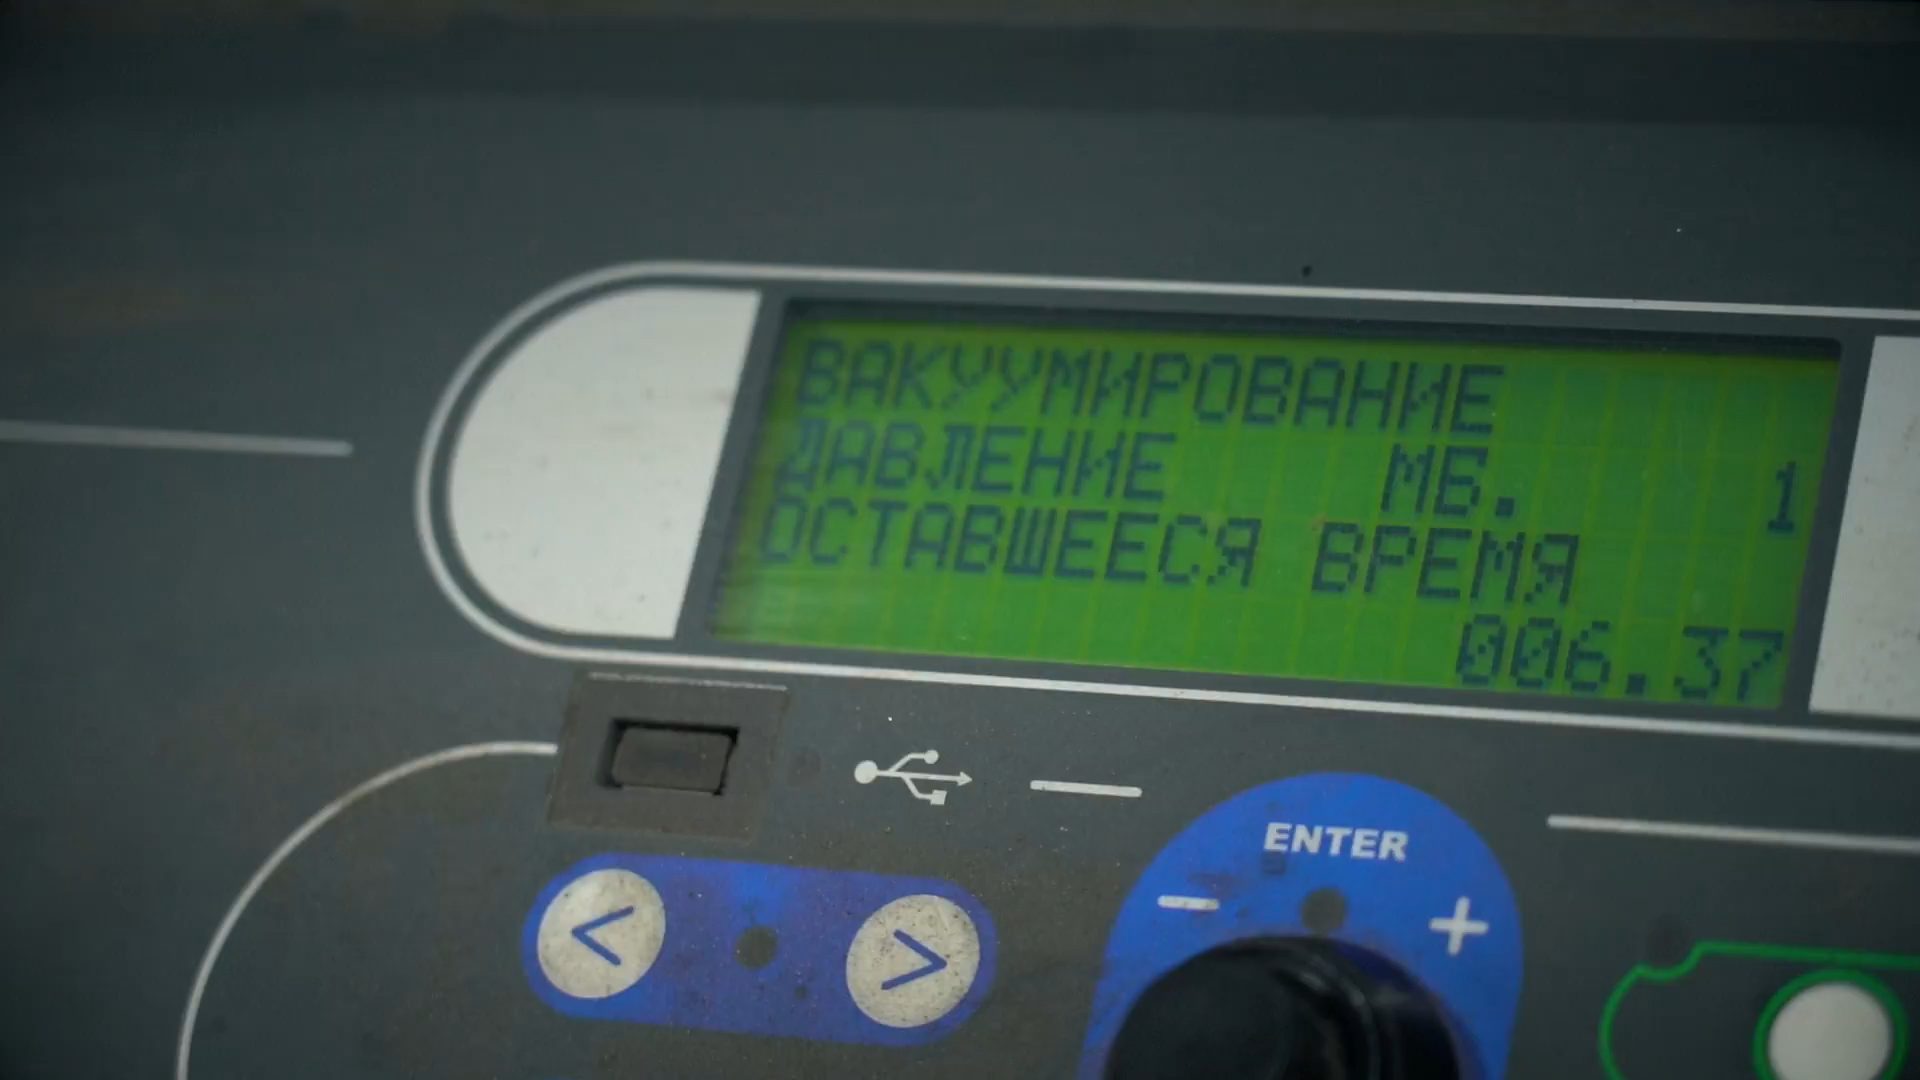 ВАКУУМИРОВАНИЕ
ДАВЛЕНИЕ МБ. 1
ОСТАВШЕЕСЯ ВРЕМЯ
006.37
ENTER
- +
< >